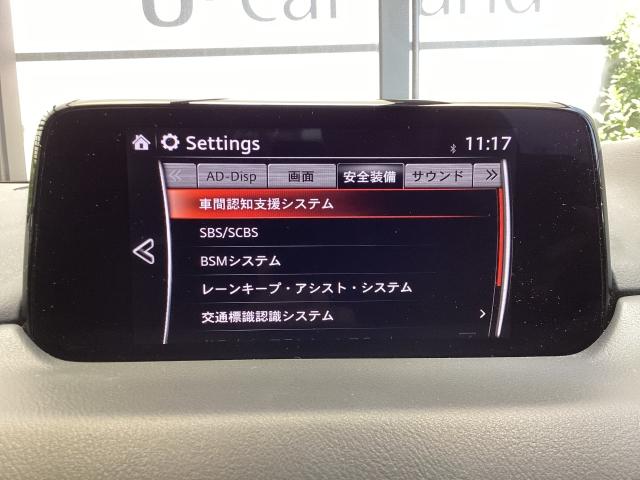 Settings
11:17
AD-Disp 画面 安全装備 サウンド
車間認知支援システム
SBS/SCBS
BSMシステム
レーンキープ・アシスト・システム
交通標識認識システム